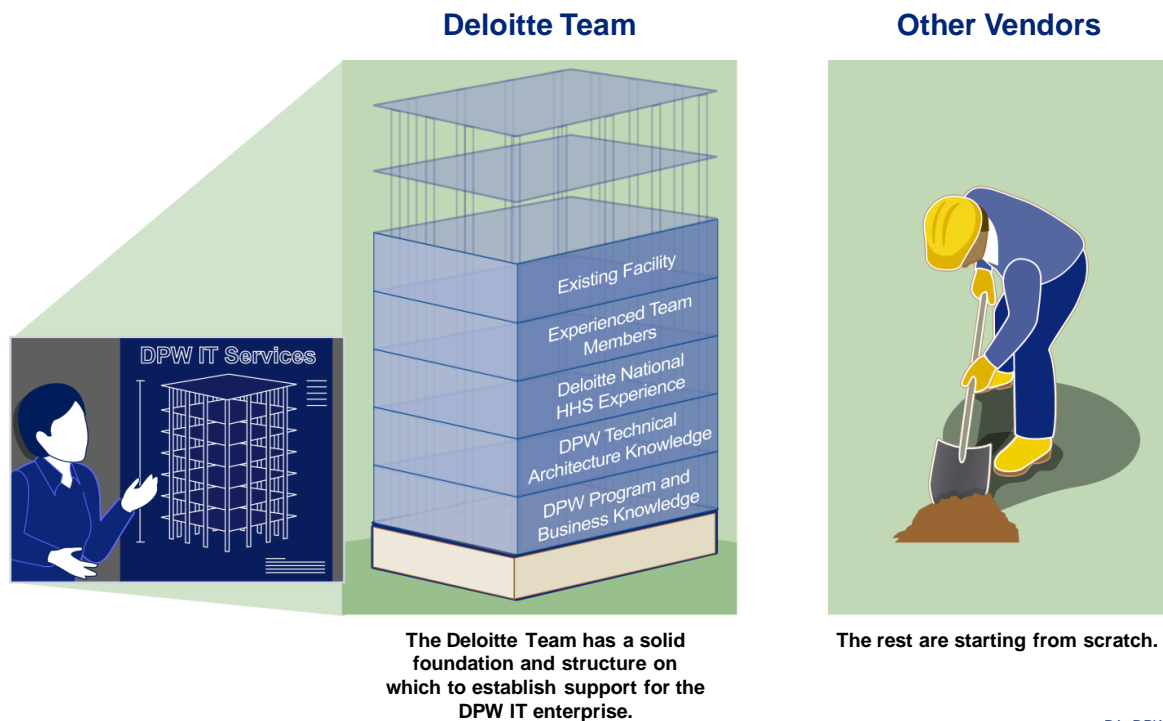 Deloitte Team
Other Vendors
Existing Facility
Experienced Team
Members
Deloitte National
HHS Experience
DPW Technical
Architecture Knowledge
DPW Program and
Business Knowledge
DPW IT Services
The Deloitte Team has a solid
foundation and structure on
which to establish support for the
DPW IT enterprise.
The rest are starting from scratch.